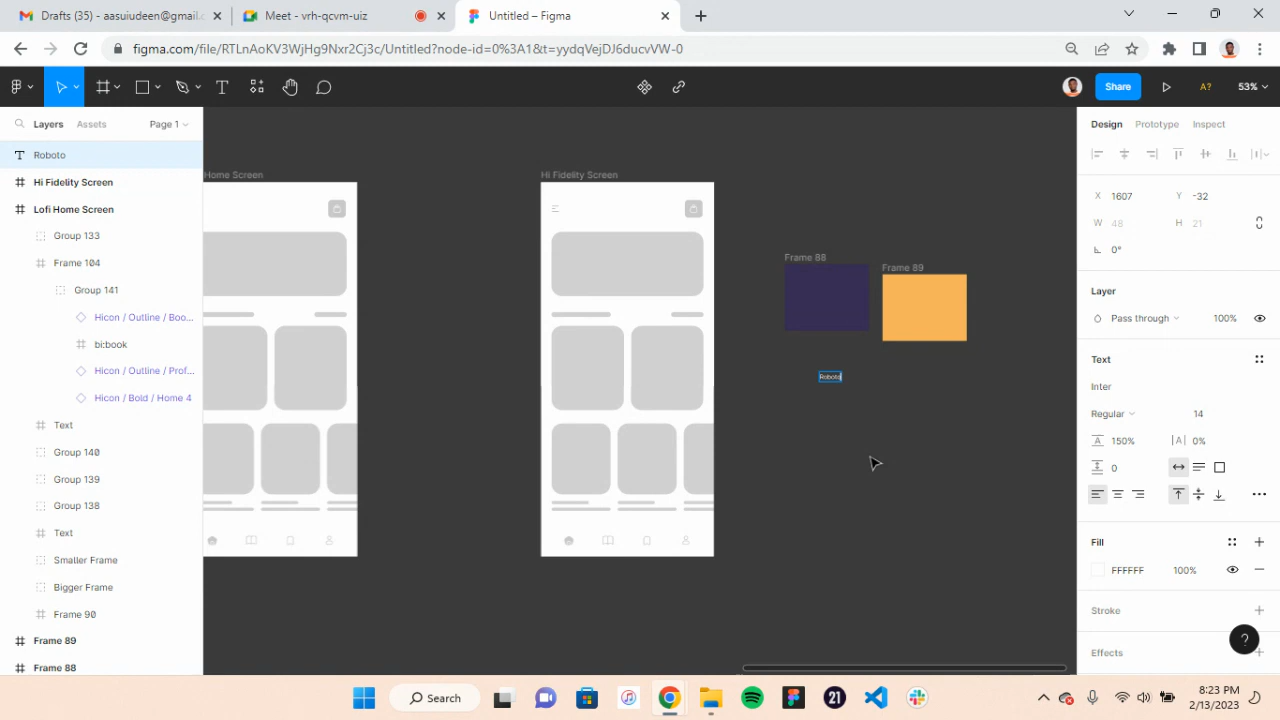 Drafts (35) - aasuiudeen@gmail.c
Meet - vrh-qcvm-uiz
Untitled – Figma
figma.com/file/RTLnAoKV3WjHg9Nxr2Cj3c/Untitled?node-id=0%3A1&t=yydqVejDJ6ducvVW-0
Share
A?
53%
Layers
Assets
Page 1
Design
Prototype
Inspect
Roboto
Hi Fidelity Screen
Lofi Home Screen
Group 133
Frame 104
Group 141
Hicon / Outline / Boo...
bi:book
Hicon / Outline / Prof...
Hicon / Bold / Home 4
Text
Group 140
Group 139
Group 138
Text
Smaller Frame
Bigger Frame
Frame 90
Frame 89
Frame 88
Home Screen
Hi Fidelity Screen
Frame 88
Frame 89
Roboto
X 1607 Y -32
W 48 H 21
0°
Layer
Pass through 100%
Text
Inter
Regular 14
A 150% |A| 0%
0
Fill
FFFFFF 100%
Stroke
Effects
?
Search
21
8:23 PM
2/13/2023